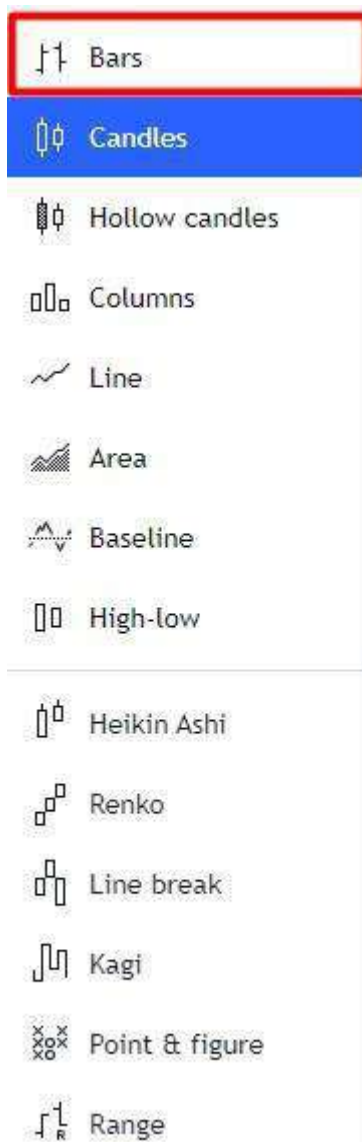 Bars
Candles
Hollow candles
Columns
Line
Area
Baseline
High-low
Heikin Ashi
Renko
Line break
Kagi
Point & figure
R Range